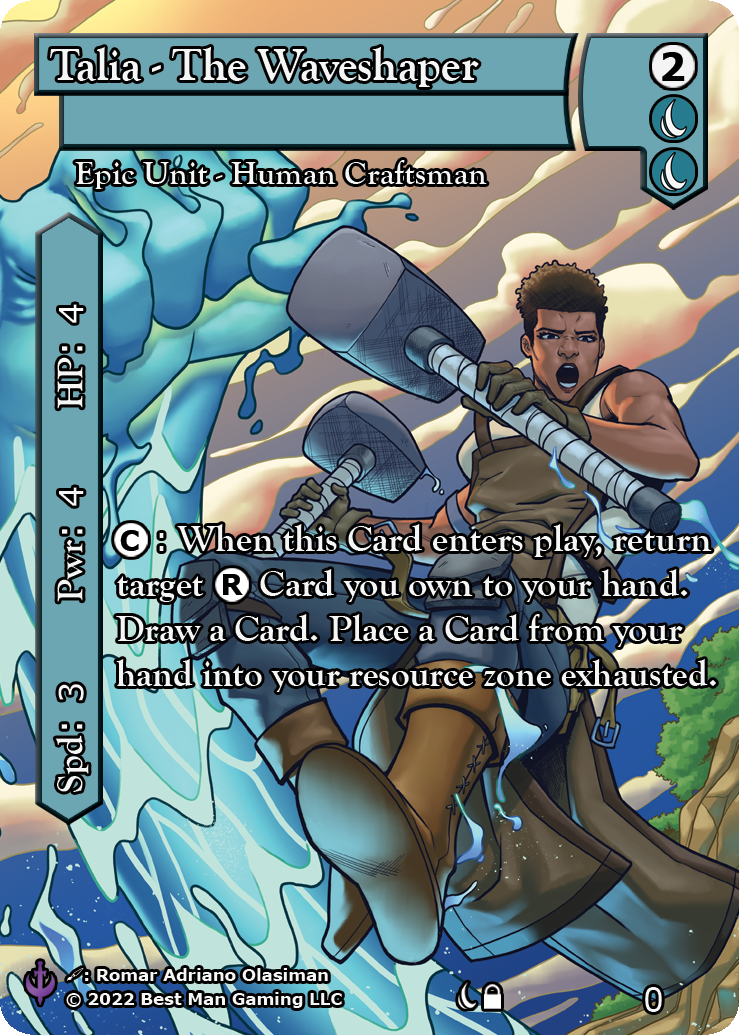 Talia - The Waveshaper
2
Epic Unit - Human Craftsman
HP: 4
Pwr: 4
Spd: 3
C: When this Card enters play, return
target R Card you own to your hand.
Draw a Card. Place a Card from your
hand into your resource zone exhausted.
: Romar Adriano Olasiman
© 2022 Best Man Gaming LLC
0